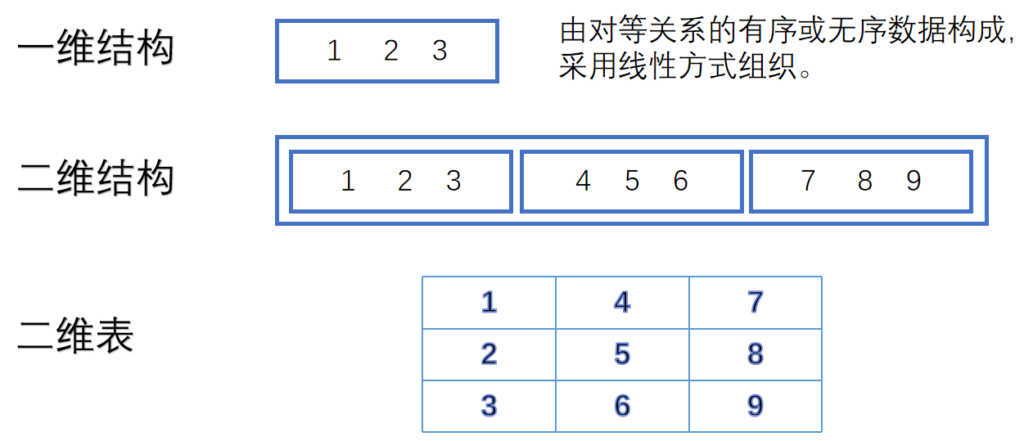 一维结构
1 2 3
由对等关系的有序或无序数据构成,
采用线性方式组织。
二维结构
1 2 3 4 5 6 7 8 9
二维表
1 4 7
2 5 8
3 6 9